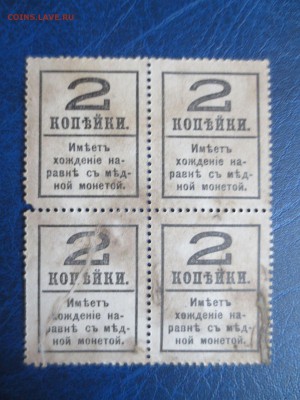 COINS.LAVE.RU
2 2
КОПѢЙКИ. КОПѢЙКИ.
Имѣетъ Имѣетъ
хожденіе на- хожденіе на-
равнѣ съ мѣд- равнѣ съ мѣд-
ной монетой. ной монетой.
2 2
КОПѢЙКИ. КОПѢЙКИ.
Имѣетъ Имѣетъ
хожденіе на- хожденіе на-
равнѣ съ мѣд- равнѣ съ мѣд-
ной монетой. ной монетой.